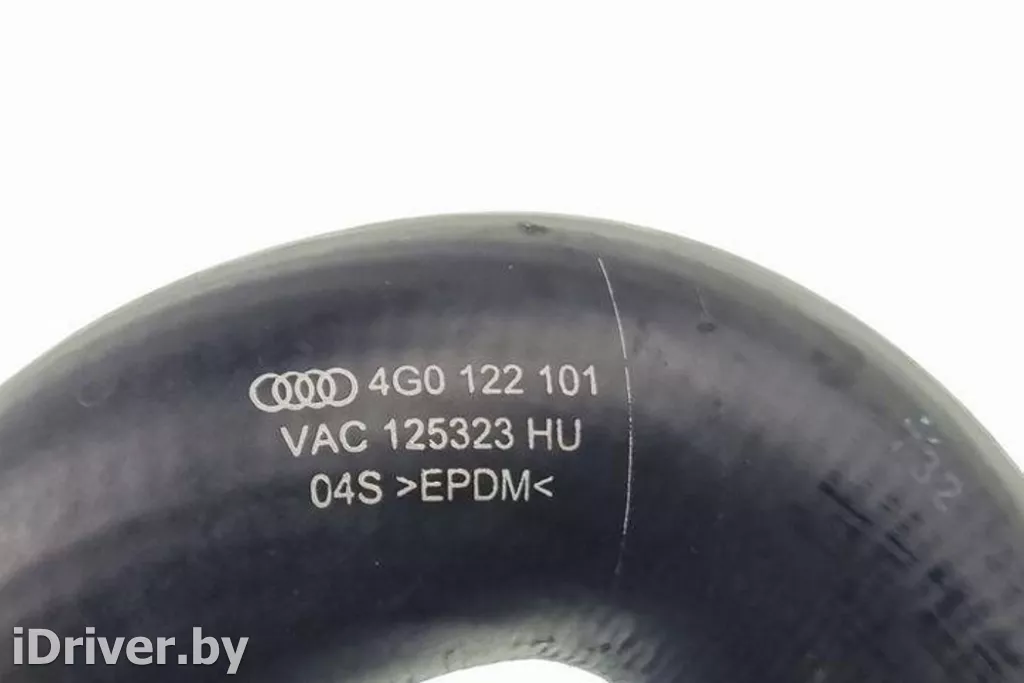 4G0 122 101
VAC 125323 HU
04S >EPDM<
iDriver.by